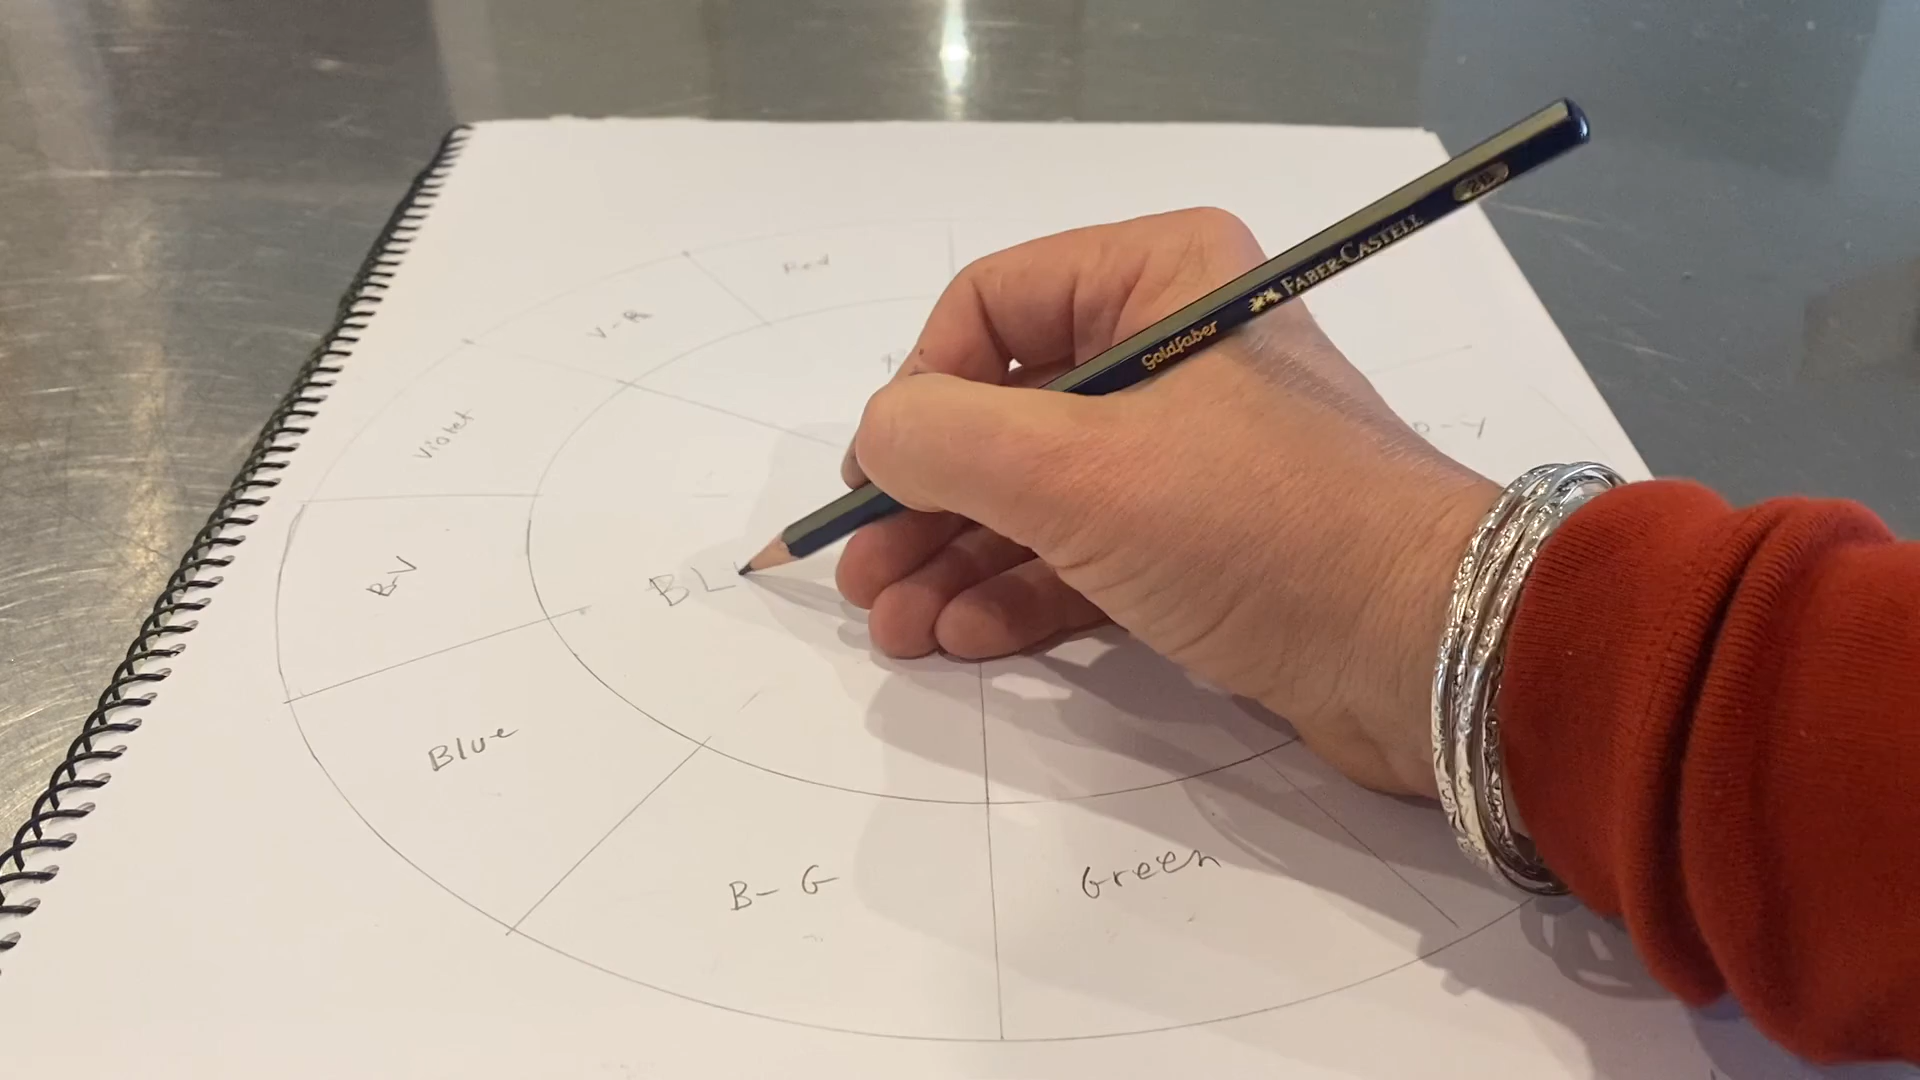 Red
V-R
O-Y
Violet
B-V
BL
Blue
B-G
Green
Goldfaber
FABER-CASTELL
2B